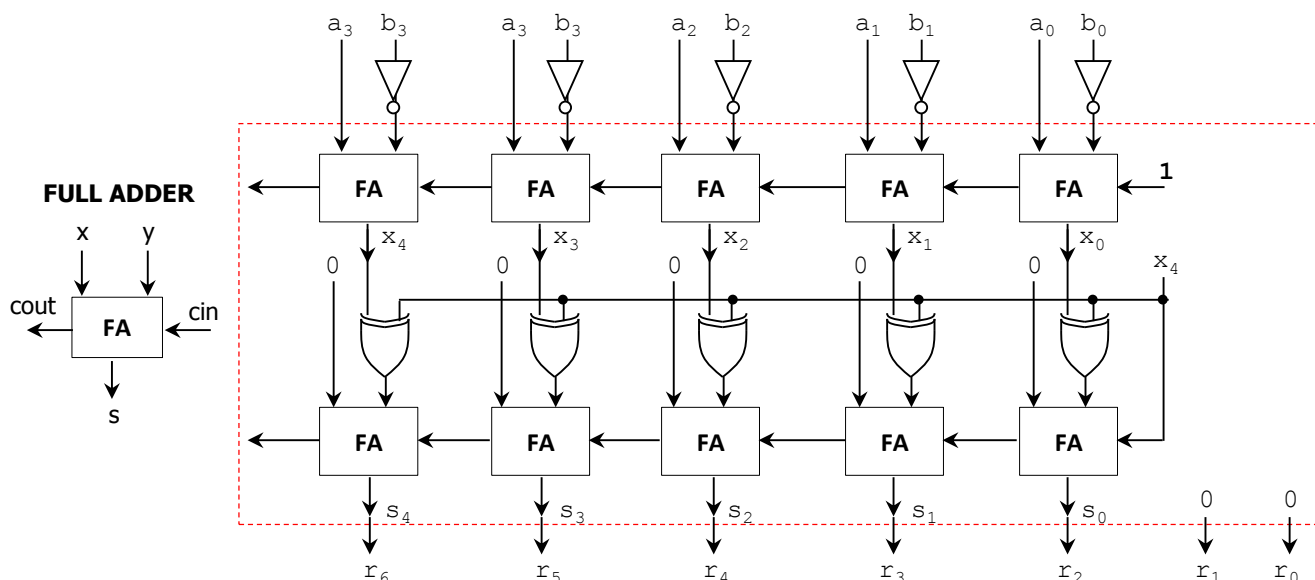 a₃ b₃ a₃ b₃ a₂ b₂ a₁ b₁ a₀ b₀
FA FA FA FA FA 1
FULL ADDER
x₄ x₃ x₂ x₁ x₀
x y
0 0 0 0 0 x₄
cout FA cin
s
FA FA FA FA FA
s₄ s₃ s₂ s₁ s₀ 0 0
r₆ r₅ r₄ r₃ r₂ r₁ r₀